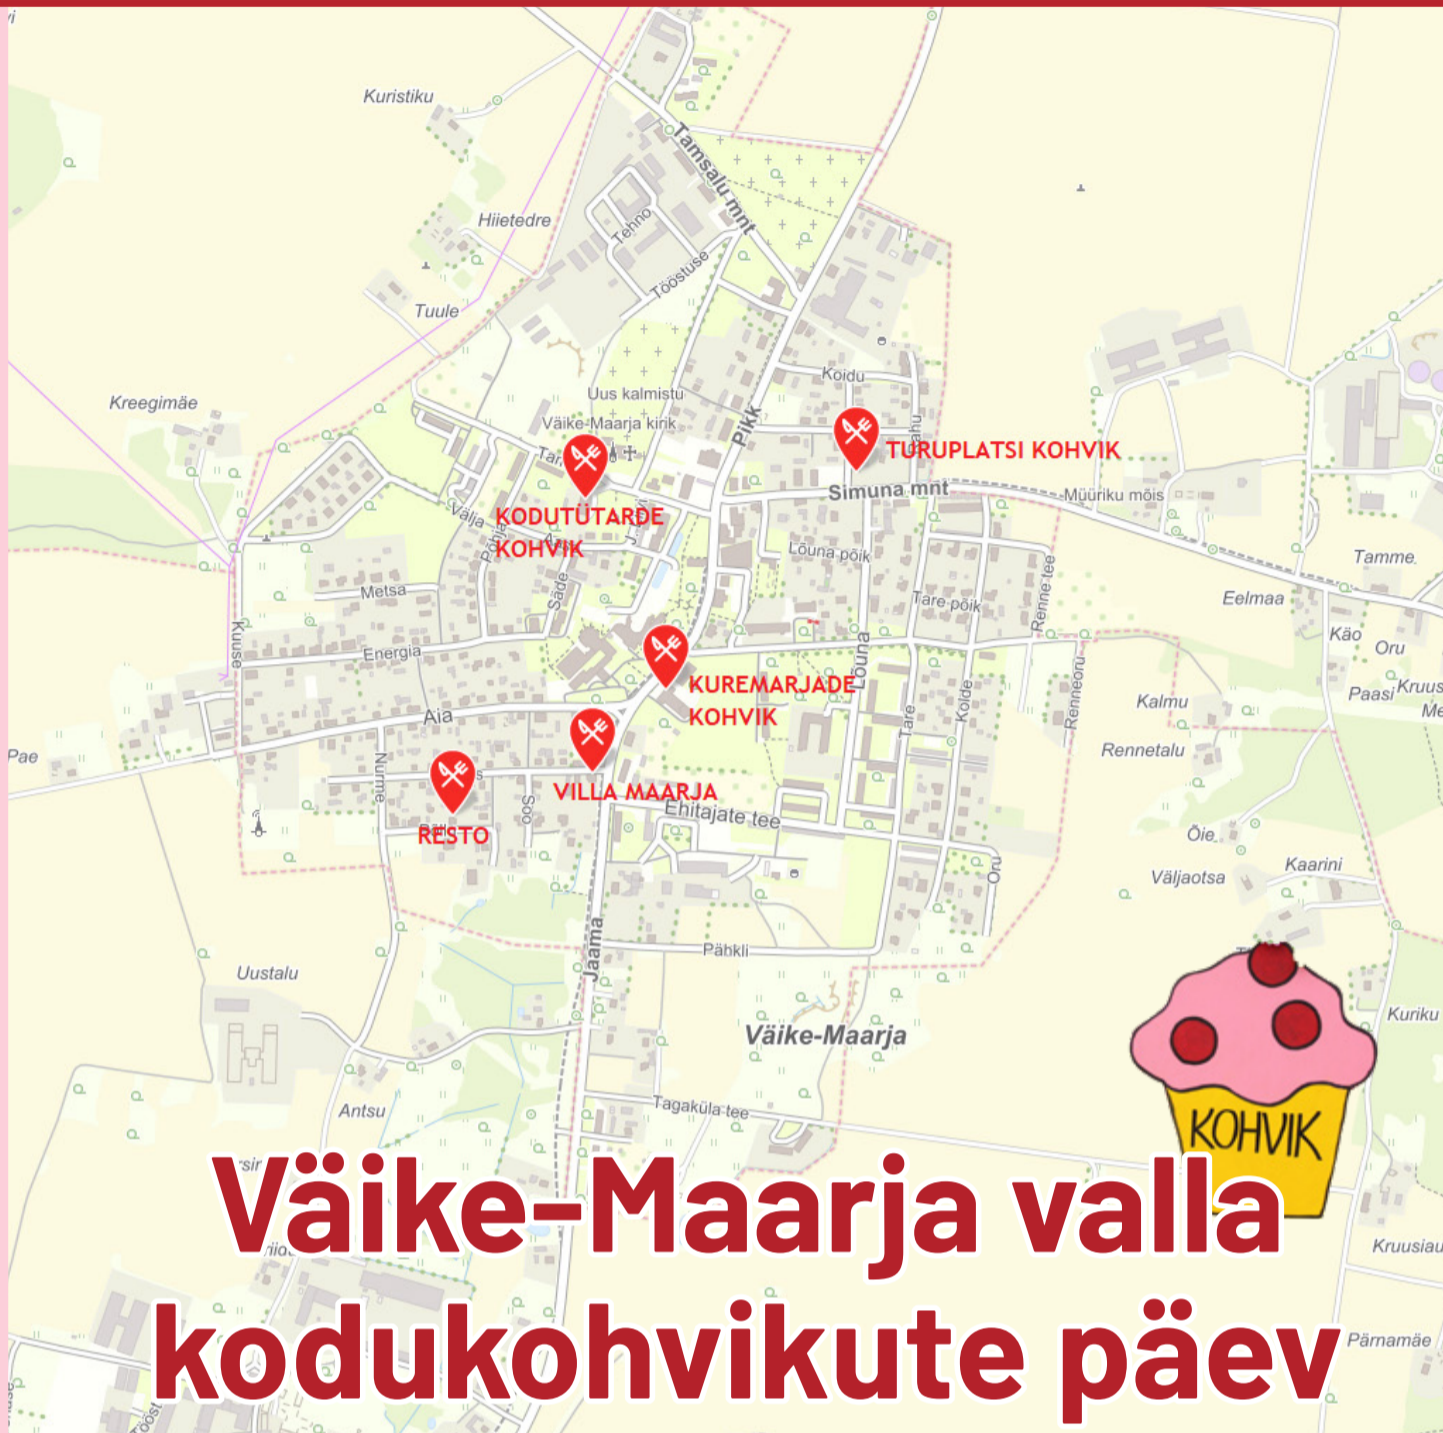 Kuristiku
Tamsalu mnt
Hiietedre
Tehno
Tööstuse
Tuule
Koidu
Uus kalmistu
Kreegimäe
Väike-Maarja kirik
Pikk
TURUPLATSI KOHVIK
Simuna mnt
Müüriku mõis
KODUTÜTARDE
KOHVIK
Välja
Põhja
Lõuna põik
Tamme
Metsa
Säde
Tare põik
Renne tee
Eelmaa
Kuuse
Energia
Käo
Oru
Lõuna
KUREMARJADE
KOHVIK
Aia
Tare
Kolde
Renneoru
Kalmu
Paasi
Pae
Rennetalu
Nurme
Soo
VILLA MAARJA
Ehitajate tee
RESTO
Õie
Kaarini
Väljaotsa
Oru
Jaama
Pähkli
Uustalu
Väike-Maarja
Kuriku
Antsu
Tagaküla tee
KOHVIK
Väike-Maarja valla
kodukohvikute päev
Kruusiau
Pärnamäe